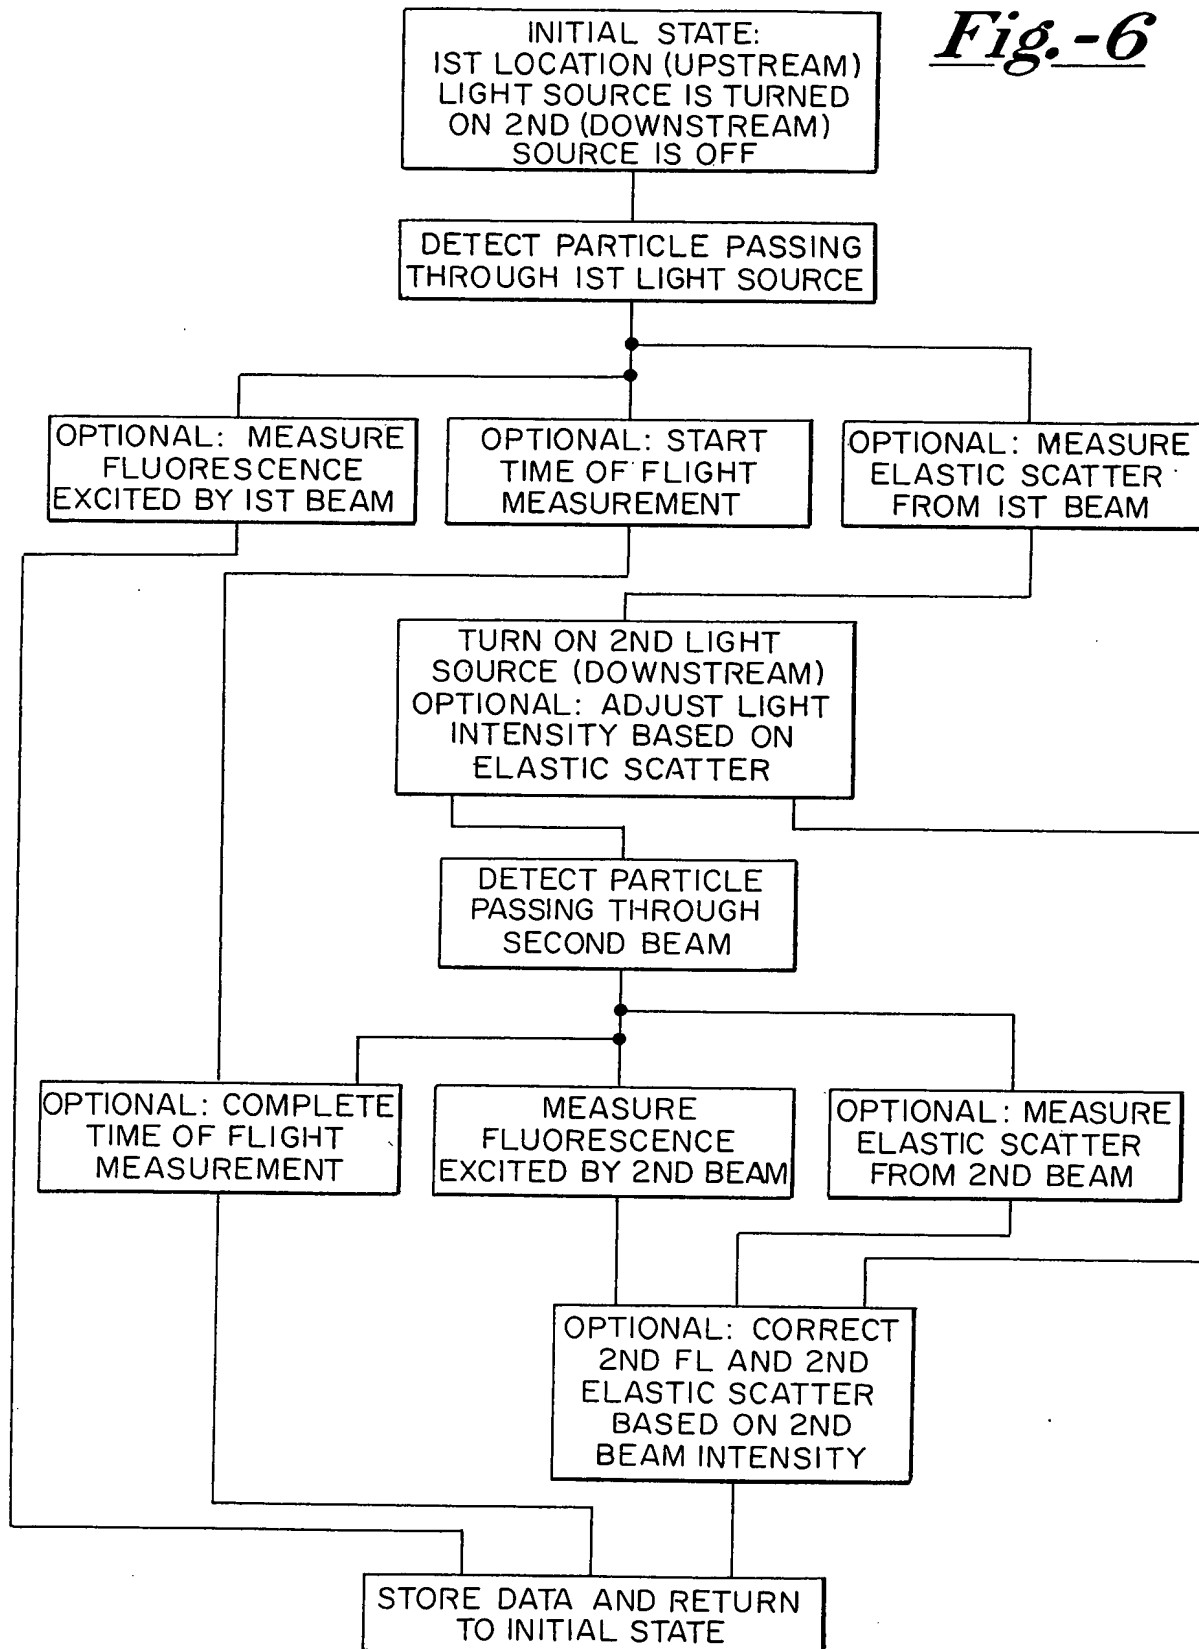 Fig.-6
INITIAL STATE:
IST LOCATION (UPSTREAM)
LIGHT SOURCE IS TURNED
ON 2ND (DOWNSTREAM)
SOURCE IS OFF
DETECT PARTICLE PASSING
THROUGH IST LIGHT SOURCE
OPTIONAL: MEASURE
FLUORESCENCE
EXCITED BY IST BEAM
OPTIONAL: START
TIME OF FLIGHT
MEASUREMENT
OPTIONAL: MEASURE
ELASTIC SCATTER
FROM IST BEAM
TURN ON 2ND LIGHT
SOURCE (DOWNSTREAM)
OPTIONAL: ADJUST LIGHT
INTENSITY BASED ON
ELASTIC SCATTER
DETECT PARTICLE
PASSING THROUGH
SECOND BEAM
OPTIONAL: COMPLETE
TIME OF FLIGHT
MEASUREMENT
MEASURE
FLUORESCENCE
EXCITED BY 2ND BEAM
OPTIONAL: MEASURE
ELASTIC SCATTER
FROM 2ND BEAM
OPTIONAL: CORRECT
2ND FL AND 2ND
ELASTIC SCATTER
BASED ON 2ND
BEAM INTENSITY
STORE DATA AND RETURN
TO INITIAL STATE